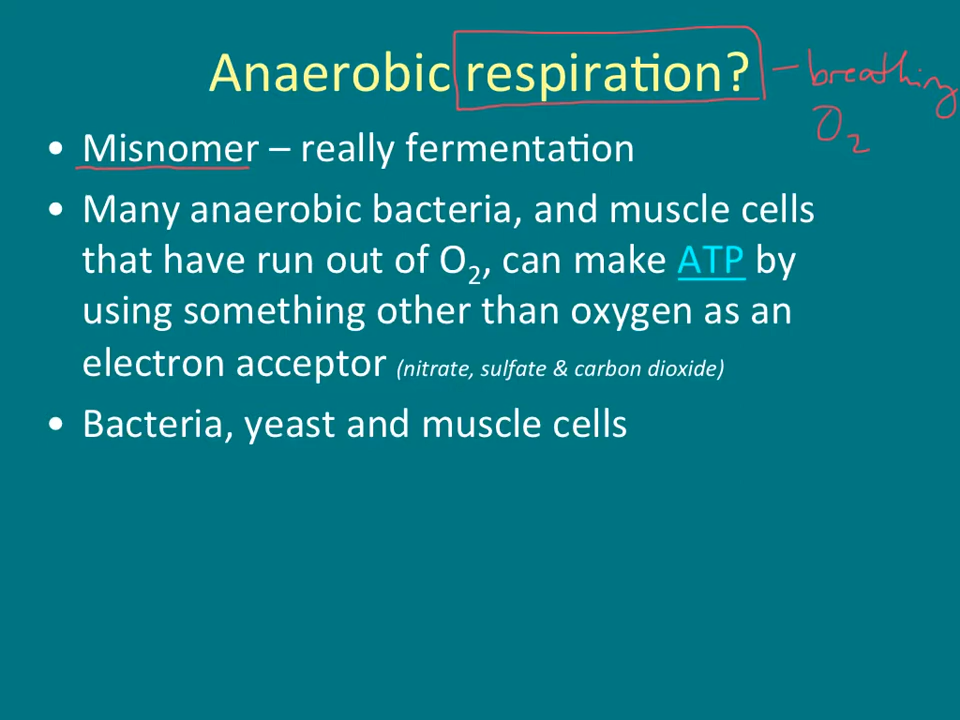 Anaerobic respiration? – breathing
O2
• Misnomer – really fermentation
• Many anaerobic bacteria, and muscle cells
that have run out of O2, can make ATP by
using something other than oxygen as an
electron acceptor (nitrate, sulfate & carbon dioxide)
• Bacteria, yeast and muscle cells